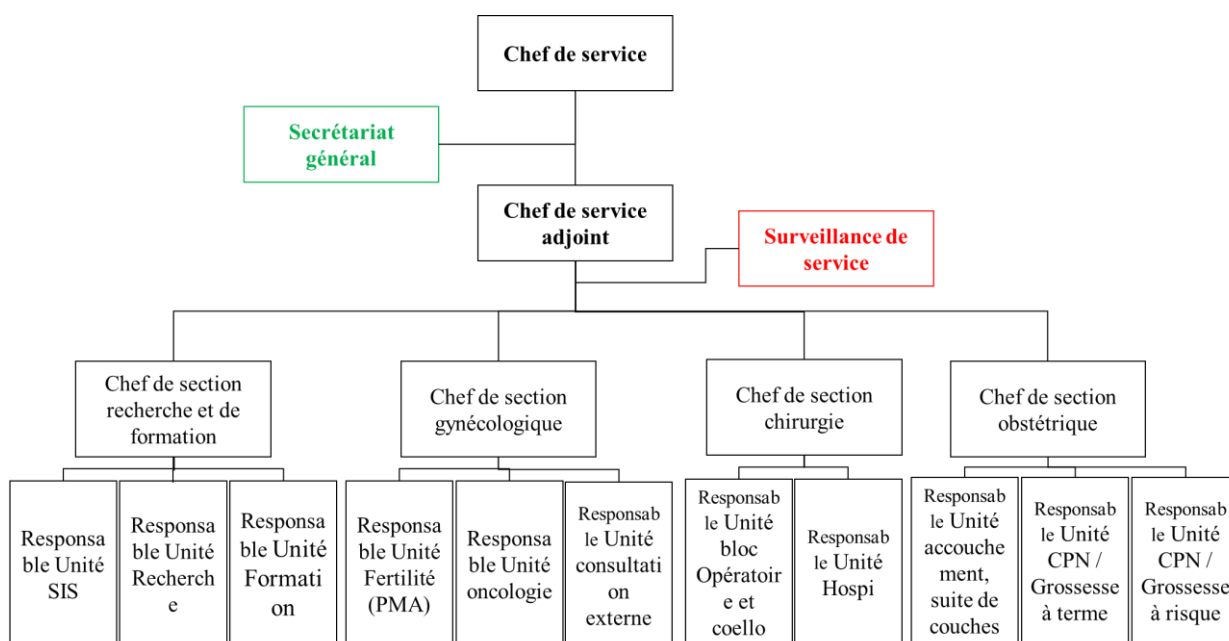 Chef de service
Secrétariat
général
Chef de service
adjoint
Surveillance de
service
Chef de section
recherche et de
formation
Chef de section
gynécologique
Chef de section
chirurgie
Chef de section
obstétrique
Responsa
ble Unité
SIS
Responsa
ble Unité
Recherch
e
Responsa
ble Unité
Formati
on
Responsa
ble Unité
Fertilité
(PMA)
Responsa
ble Unité
oncologie
Responsab
le Unité
consultati
on
externe
Responsab
le Unité
bloc
Opératoir
e et
coello
Responsab
le Unité
Hospi
Responsab
le Unité
accouche
ment,
suite de
couches
Responsab
le Unité
CPN /
Grossesse
à terme
Responsab
le Unité
CPN /
Grossesse
à risque